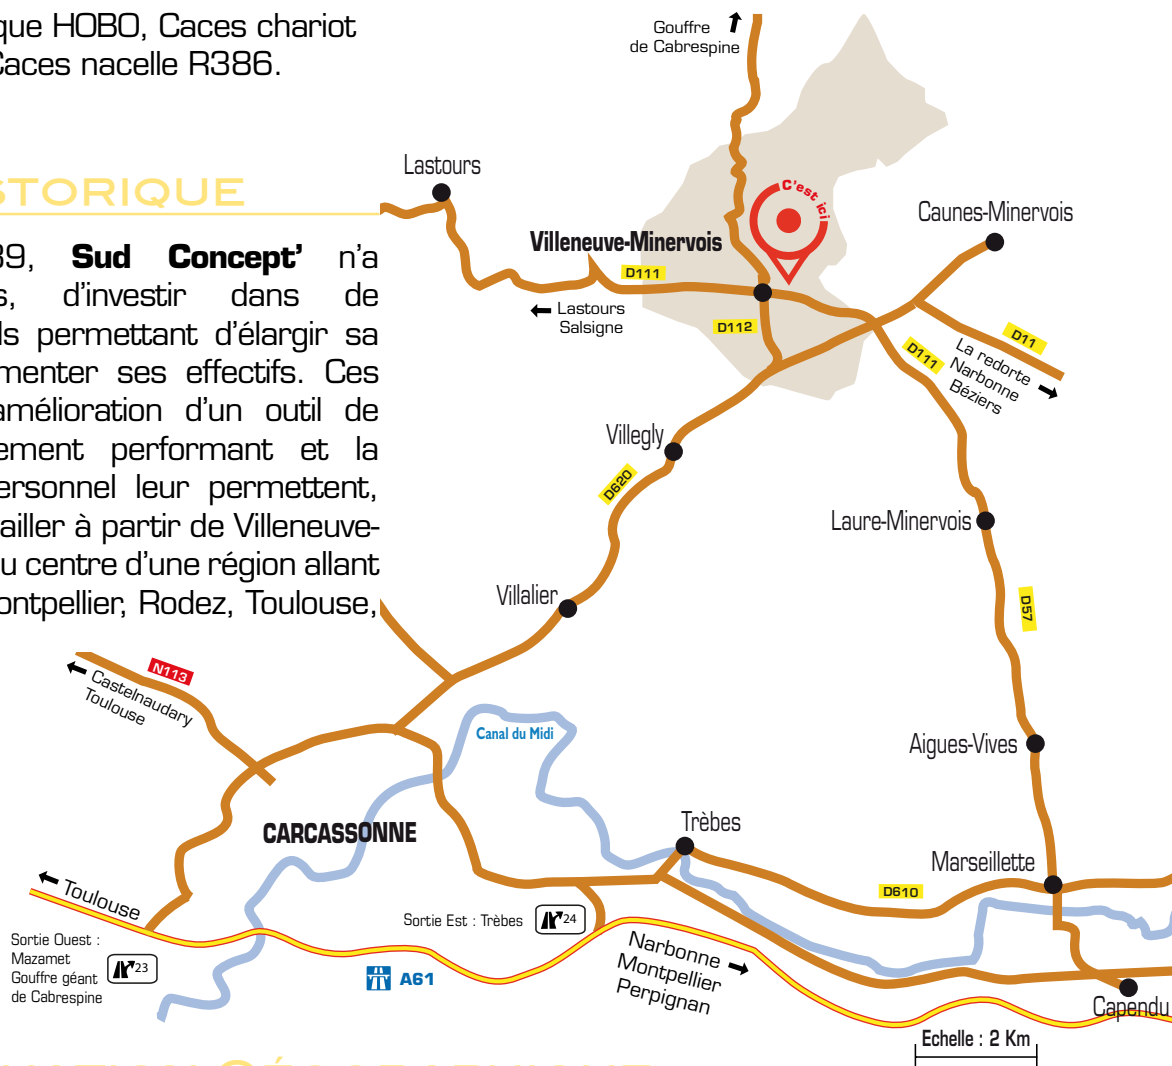 que HOBO, Caces chariot
Caces nacelle R386.
STORIQUE
39, Sud Concept' n'a
s, d'investir dans de
ls permettant d'élargir sa
menter ses effectifs. Ces
amélioration d'un outil de
ement performant et la
ersonnel leur permettent,
ailler à partir de Villeneuve-
u centre d'une région allant
ontpellier, Rodez, Toulouse,
Gouffre
de Cabrespine
Lastours
C'est ici
Caunes-Minervois
Villeneuve-Minervois
D111
Lastours
Salsigne
D112
D111
D11
La redorte
Narbonne
Béziers
Villegly
D620
Laure-Minervois
Villalier
D57
N113
Castelnaudary
Toulouse
Canal du Midi
Aigues-Vives
CARCASSONNE
Trèbes
Marseillette
D610
Toulouse
Sortie Est : Trèbes
24
Sortie Ouest :
Mazamet
Gouffre géant
de Cabrespine
23
A61
Narbonne
Montpellier
Perpignan
Capendu
Echelle : 2 Km